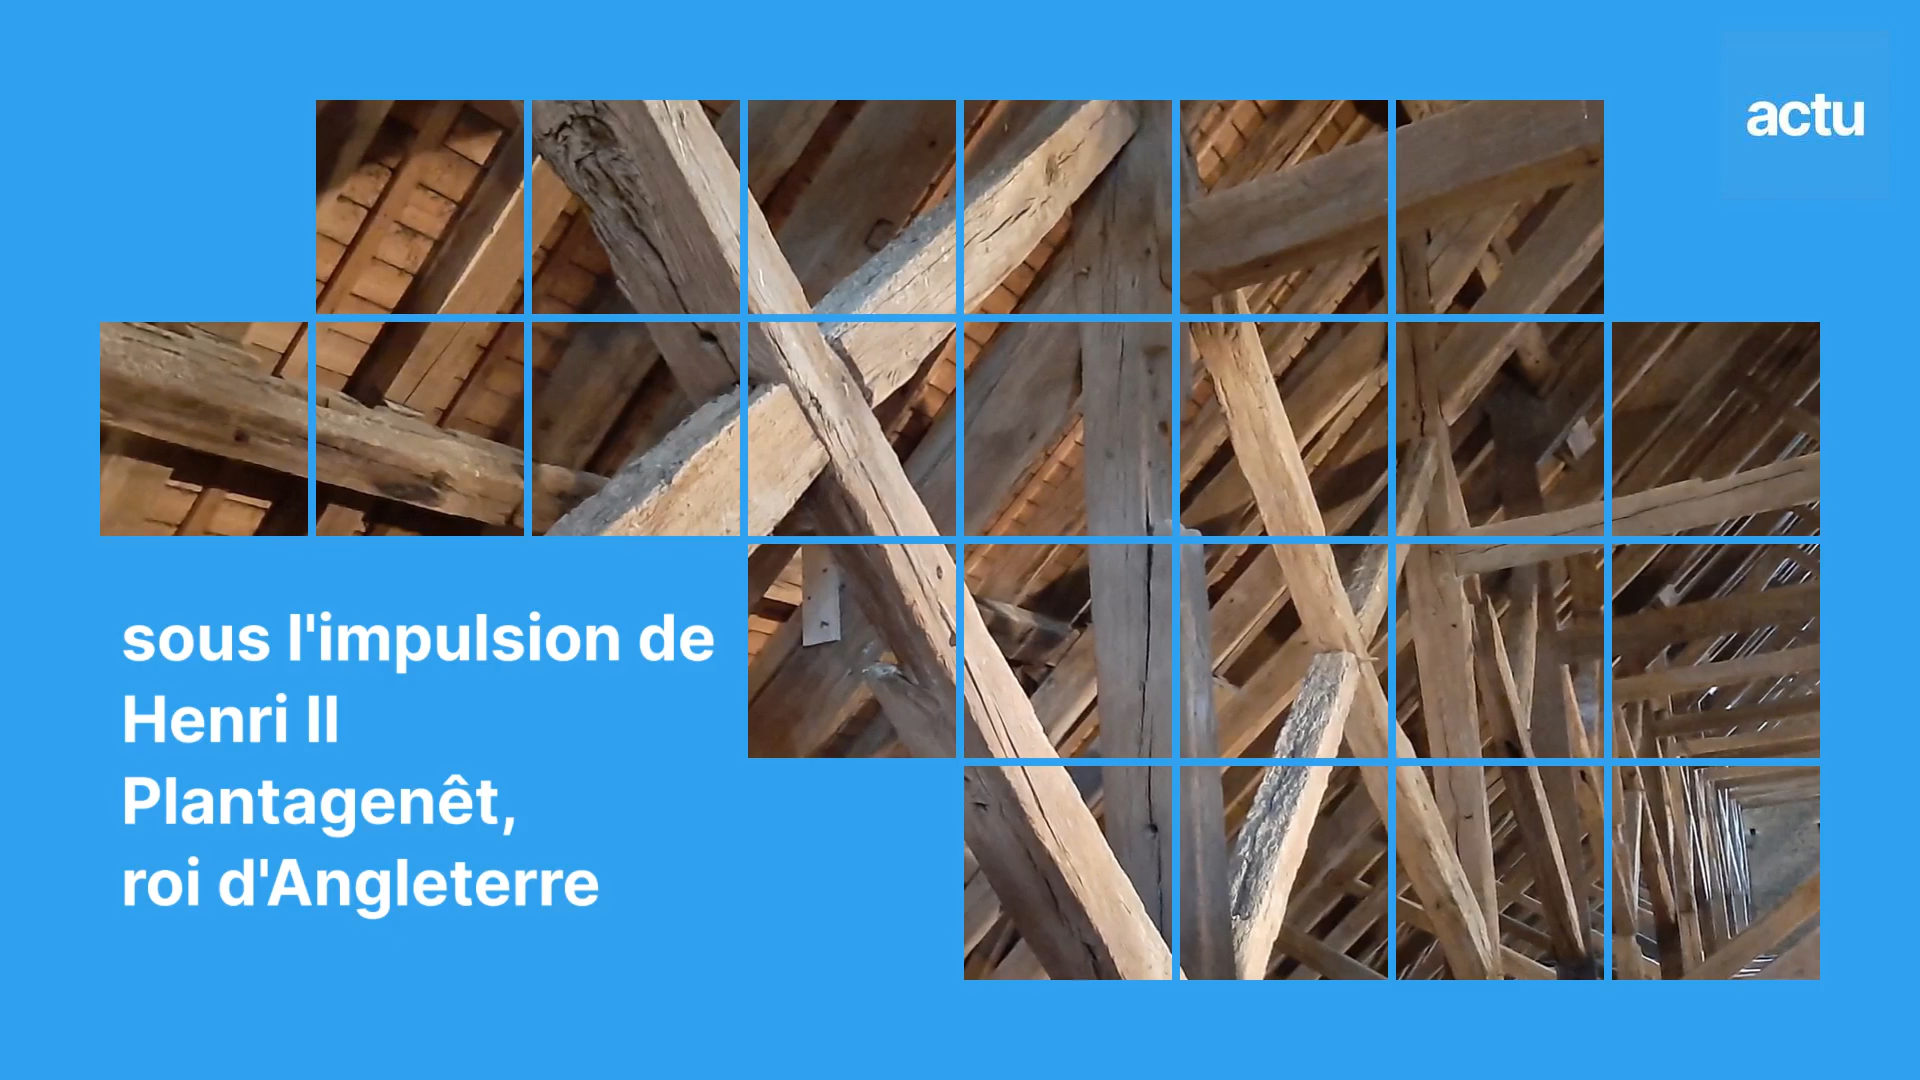 actu
sous l'impulsion de
Henri II
Plantagenêt,
roi d'Angleterre